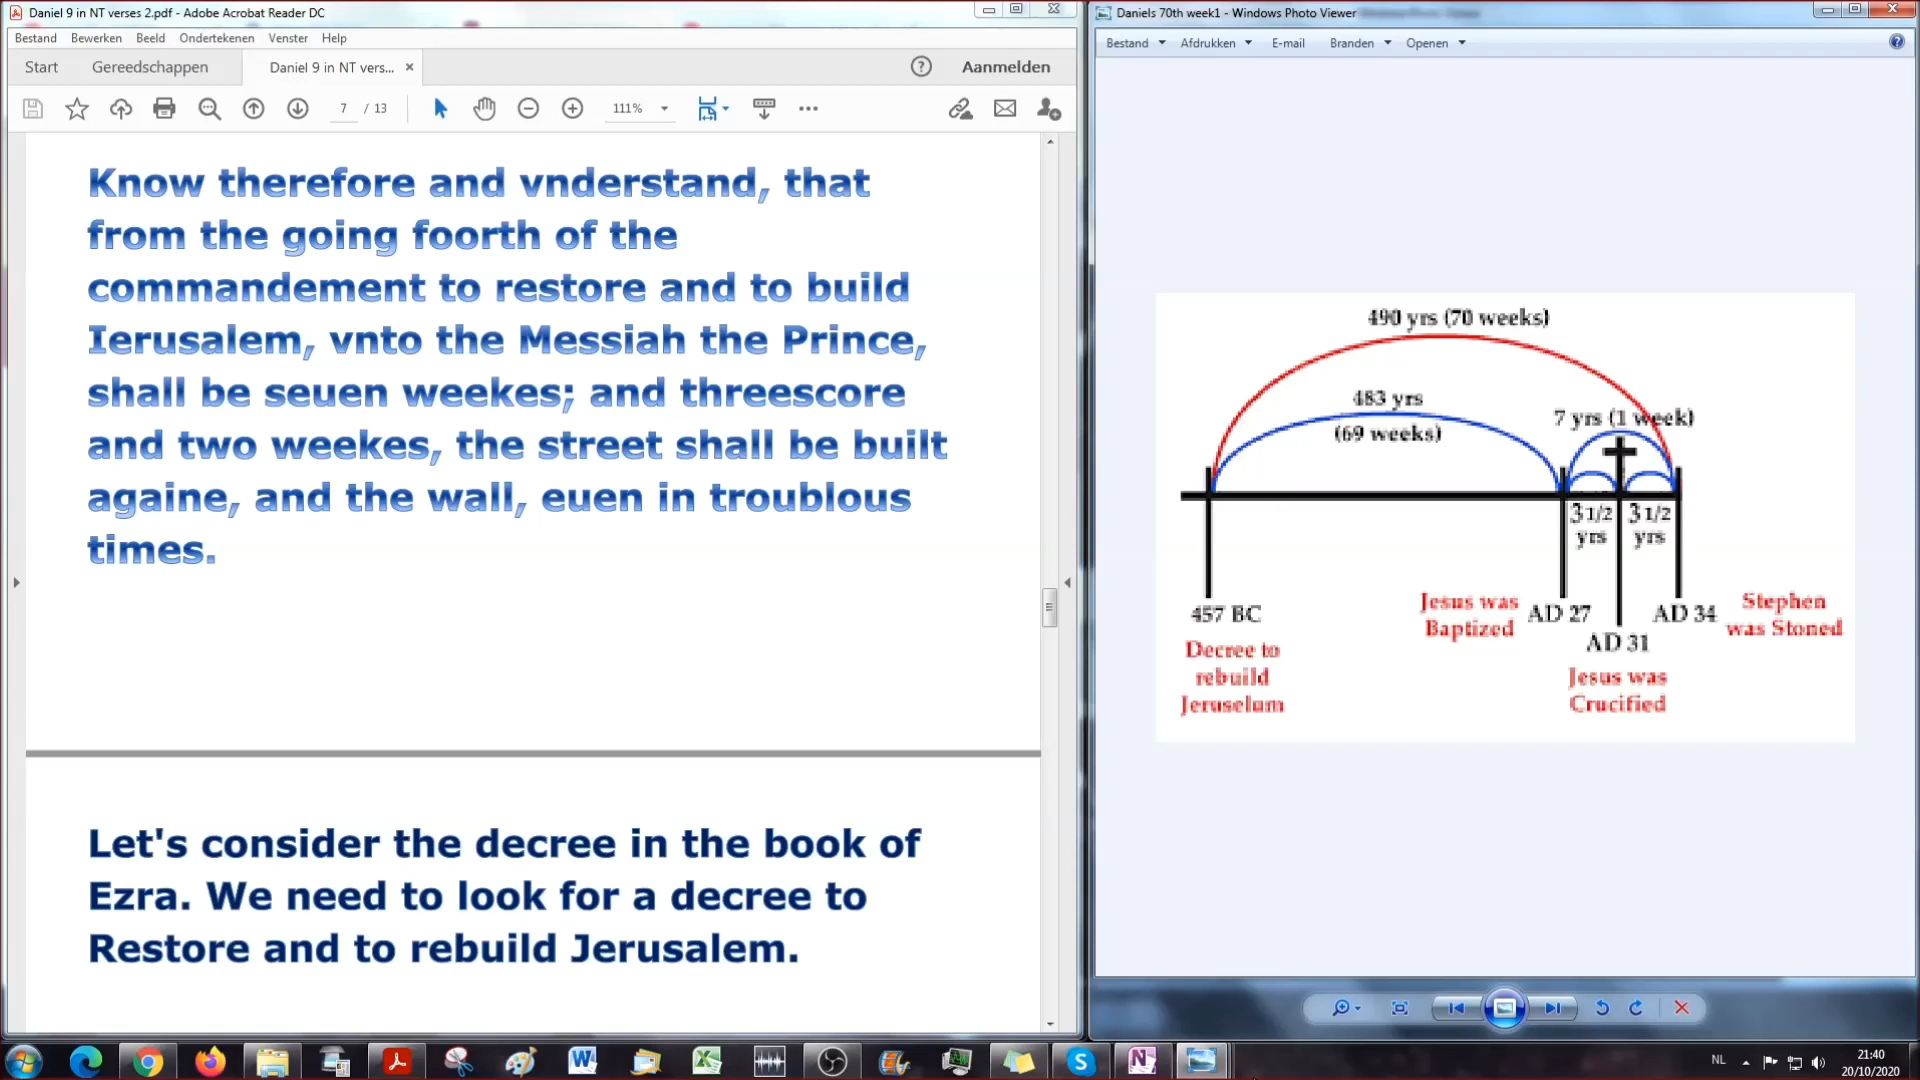 Daniel 9 in NT verses 2.pdf - Adobe Acrobat Reader DC
Bestand Bewerken Beeld Ondertekenen Venster Help
Start Gereedschappen Daniel 9 in NT vers... Aanmelden
7 / 13 111%
Know therefore and vnderstand, that
from the going foorth of the
commandement to restore and to build
Ierusalem, vnto the Messiah the Prince,
shall be seuen weekes; and threescore
and two weekes, the street shall be built
againe, and the wall, euen in troublous
times.
Let's consider the decree in the book of
Ezra. We need to look for a decree to
Restore and to rebuild Jerusalem.
Daniels 70th week1 - Windows Photo Viewer
Bestand Afdrukken E-mail Branden Openen
490 yrs (70 weeks)
483 yrs
(69 weeks)
7 yrs (1 week)
3 1/2
yrs
3 1/2
yrs
457 BC
Decree to
rebuild
Jeruselum
Jesus was
Baptized
AD 27
AD 31
Jesus was
Crucified
AD 34
Stephen
was Stoned
NL
21:40
20/10/2020